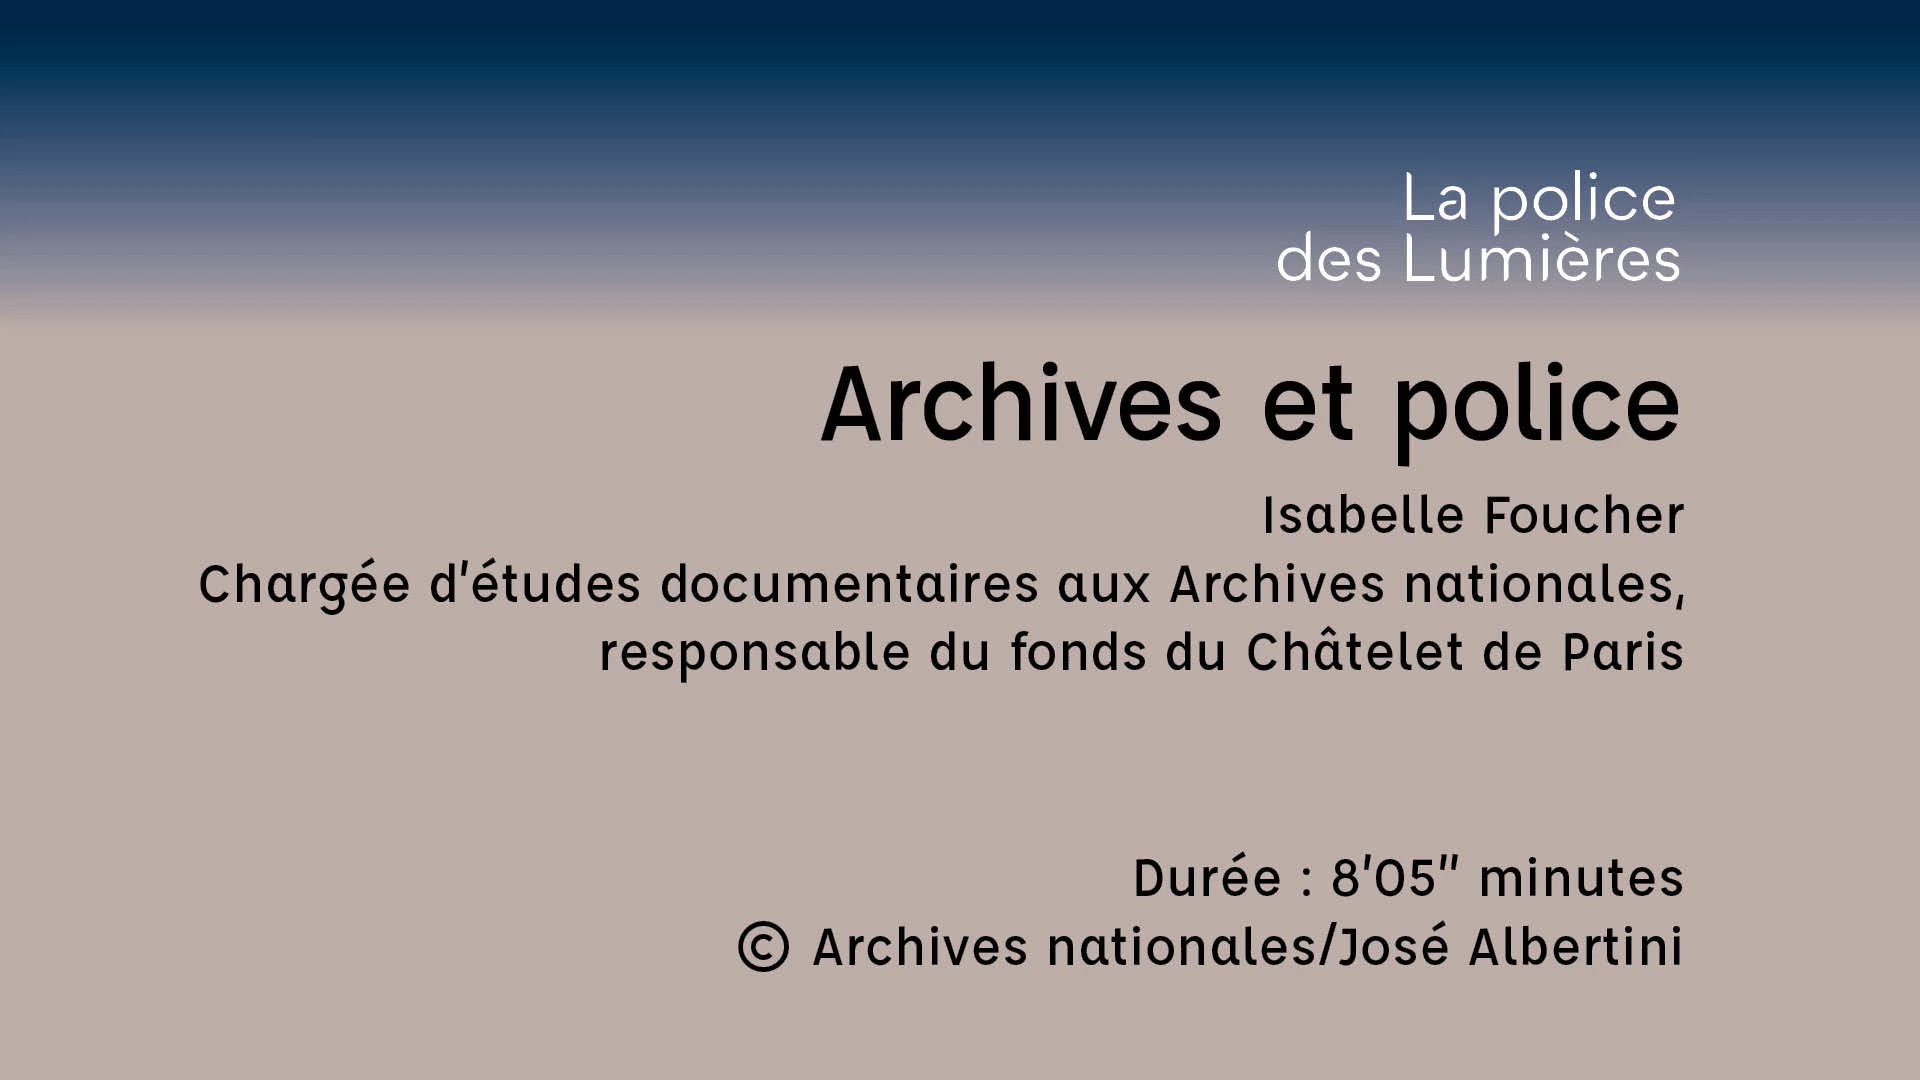 La police
des Lumières
Archives et police
Isabelle Foucher
Chargée d'études documentaires aux Archives nationales,
responsable du fonds du Châtelet de Paris
Durée : 8'05" minutes
© Archives nationales/José Albertini